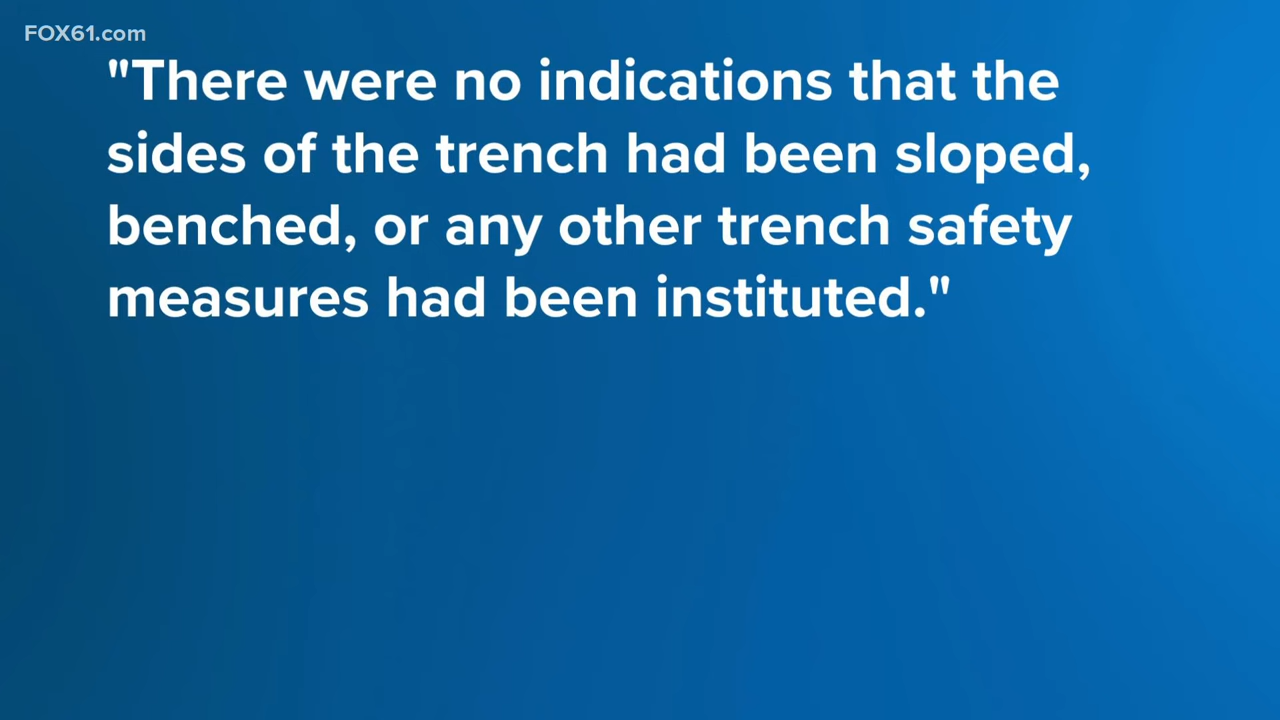 FOX61.com
"There were no indications that the
sides of the trench had been sloped,
benched, or any other trench safety
measures had been instituted."